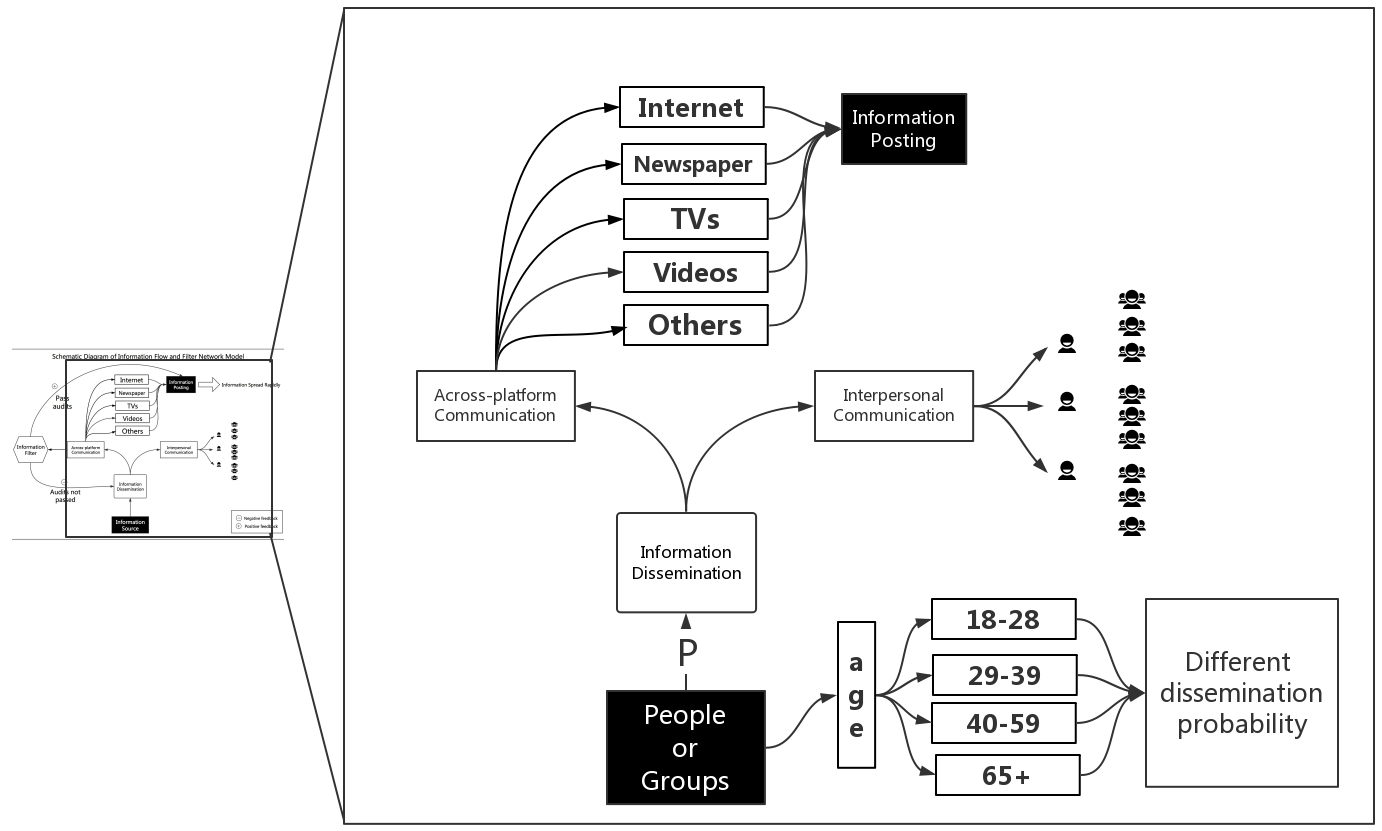 Schematic Diagram of Information Flow and Filter Network Model
Pass
audits
Internet
Newspaper
TVs
Videos
Others
Information
Posting
Information Spread Rapidly
Information
Filter
Across-platform
Communication
Interpersonal
Communication
Audits not
passed
Information
Dissemination
Information
Source
Negative feedback
Positive feedback
Internet
Newspaper
TVs
Videos
Others
Information
Posting
Across-platform
Communication
Interpersonal
Communication
Information
Dissemination
P
People
or
Groups
a
g
e
18-28
29-39
40-59
65+
Different
dissemination
probability